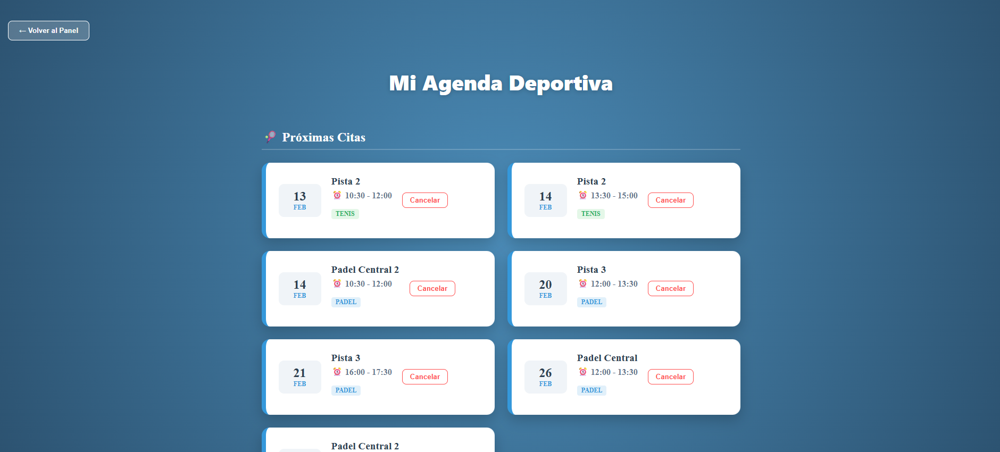 ← Volver al Panel
Mi Agenda Deportiva
Próximas Citas
13
FEB
Pista 2
10:30 - 12:00
TENIS
Cancelar
14
FEB
Pista 2
13:30 - 15:00
TENIS
Cancelar
14
FEB
Padel Central 2
10:30 - 12:00
PADEL
Cancelar
20
FEB
Pista 3
12:00 - 13:30
PADEL
Cancelar
21
FEB
Pista 3
16:00 - 17:30
PADEL
Cancelar
26
FEB
Padel Central
12:00 - 13:30
PADEL
Cancelar
Padel Central 2